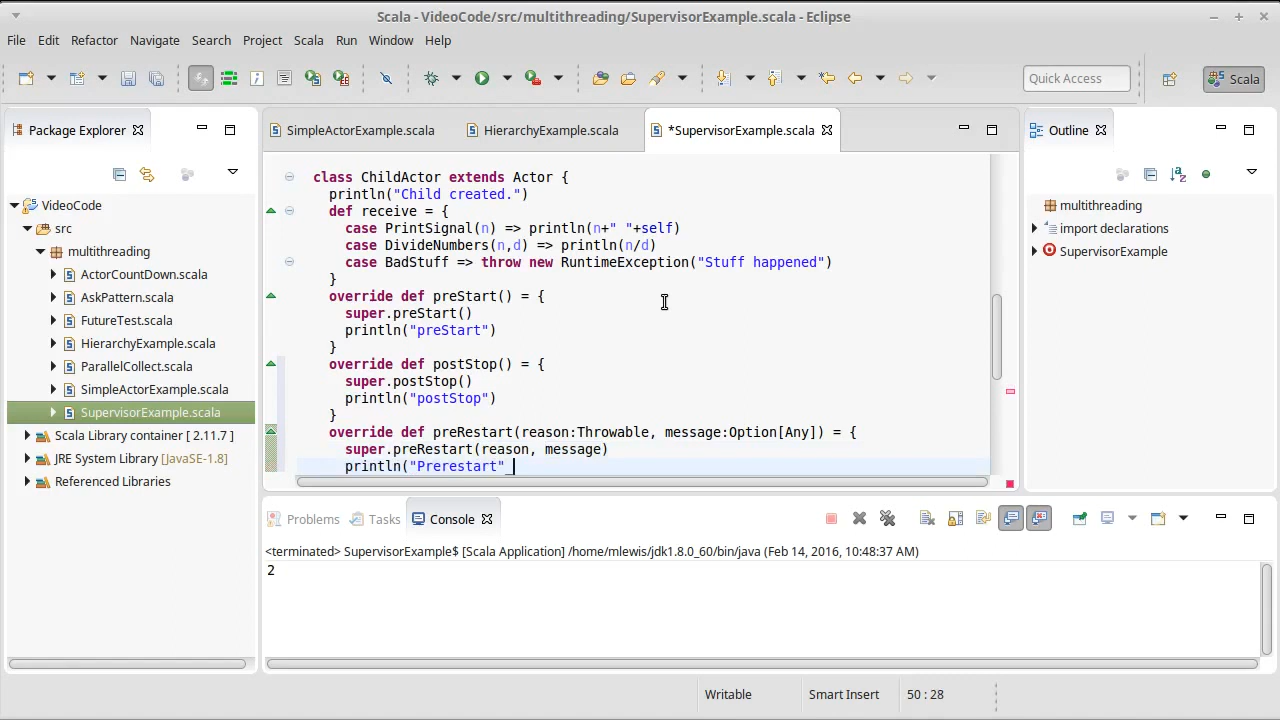 Scala - VideoCode/src/multithreading/SupervisorExample.scala - Eclipse
File Edit Refactor Navigate Search Project Scala Run Window Help
Quick Access
Scala
Package Explorer
VideoCode
src
multithreading
ActorCountDown.scala
AskPattern.scala
FutureTest.scala
HierarchyExample.scala
ParallelCollect.scala
SimpleActorExample.scala
SupervisorExample.scala
Scala Library container [ 2.11.7 ]
JRE System Library [JavaSE-1.8]
Referenced Libraries
SimpleActorExample.scala HierarchyExample.scala *SupervisorExample.scala
class ChildActor extends Actor {
println("Child created.")
def receive = {
case PrintSignal(n) => println(n+" "+self)
case DivideNumbers(n,d) => println(n/d)
case BadStuff => throw new RuntimeException("Stuff happened")
}
override def preStart() = {
super.preStart()
println("preStart")
}
override def postStop() = {
super.postStop()
println("postStop")
}
override def preRestart(reason:Throwable, message:Option[Any]) = {
super.preRestart(reason, message)
println("Prerestart"_
Outline
multithreading
import declarations
SupervisorExample
Problems Tasks Console
<terminated> SupervisorExample$ [Scala Application] /home/mlewis/jdk1.8.0_60/bin/java (Feb 14, 2016, 10:48:37 AM)
2
Writable Smart Insert 50 : 28